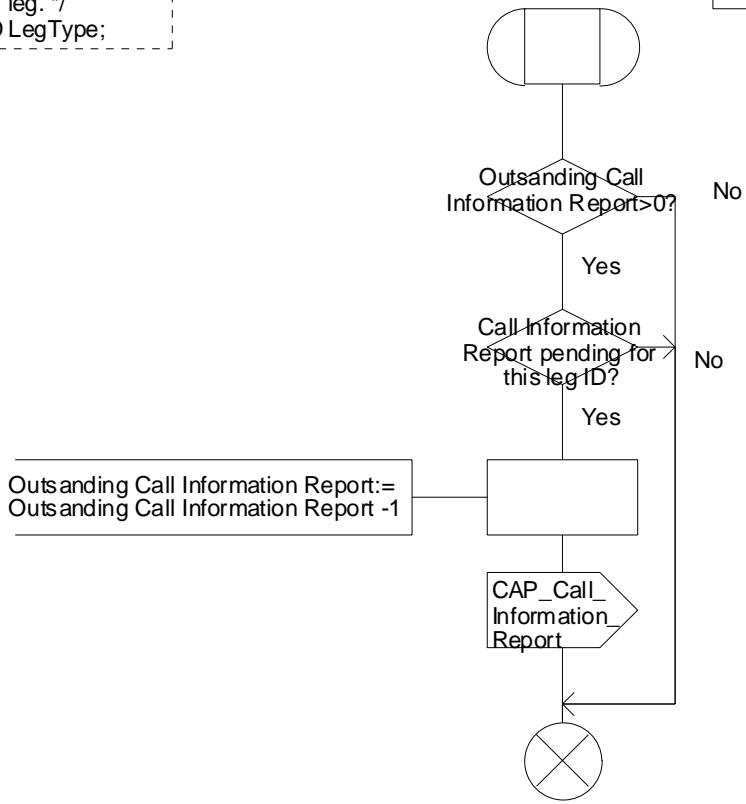 leg. */
LegType;
Outsanding Call
Information Report>0?
No
Yes
Call Information
Report pending for
this leg ID?
No
Yes
Outsanding Call Information Report:=
Outsanding Call Information Report -1
CAP_Call_
Information_
Report